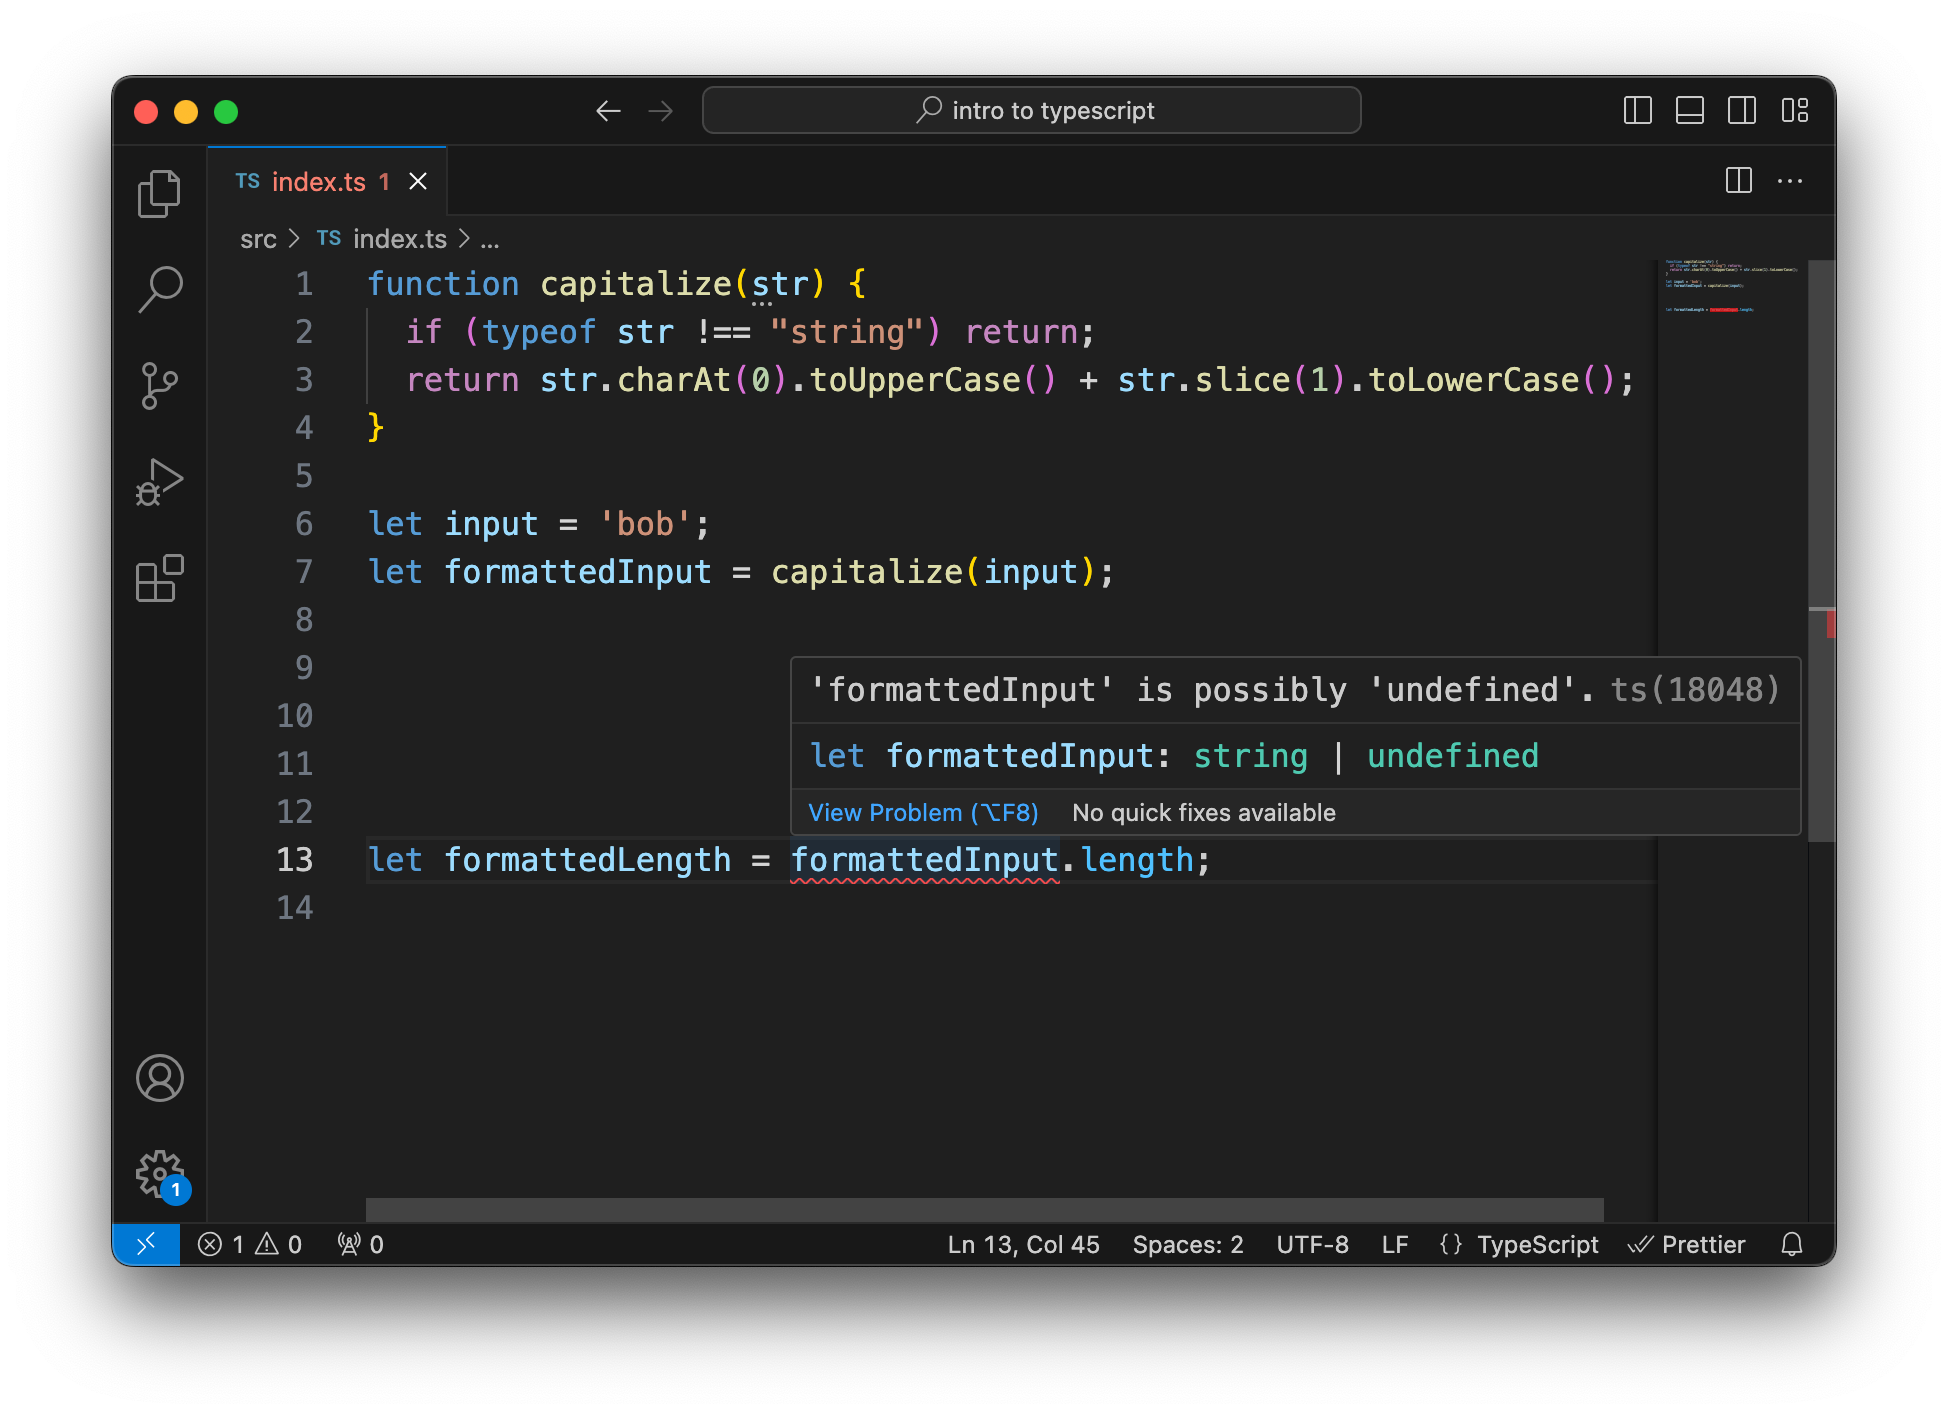 intro to typescript
TS index.ts 1
src > TS index.ts > ...
1 function capitalize(str) {
2 if (typeof str !== "string") return;
3 return str.charAt(0).toUpperCase() + str.slice(1).toLowerCase();
4 }
5
6 let input = 'bob';
7 let formattedInput = capitalize(input);
8
9
10
11
12
'formattedInput' is possibly 'undefined'. ts(18048)
let formattedInput: string | undefined
View Problem (⌥F8) No quick fixes available
13 let formattedLength = formattedInput.length;
14
1
1 0 0 Ln 13, Col 45 Spaces: 2 UTF-8 LF {} TypeScript Prettier